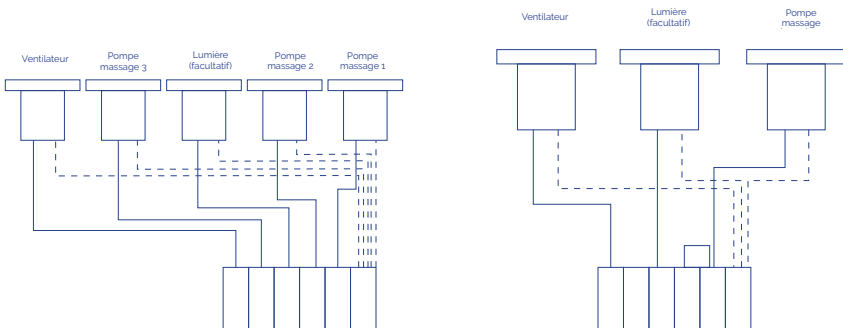 Ventilateur
Pompe
massage 3
Lumière
(facultatif)
Pompe
massage 2
Pompe
massage 1
Ventilateur
Lumière
(facultatif)
Pompe
massage